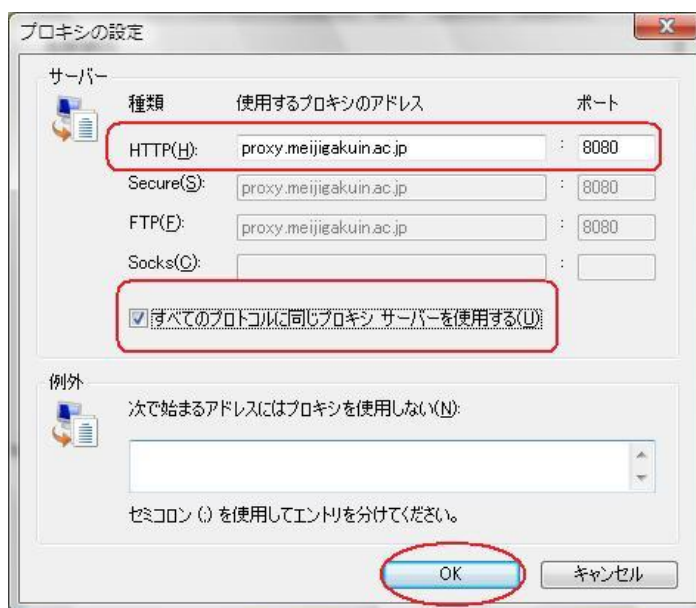 プロキシの設定
サーバー
種類 使用するプロキシのアドレス ポート
HTTP(H): proxy.meijigakuin.ac.jp : 8080
Secure(S): proxy.meijigakuin.ac.jp : 8080
FTP(F): proxy.meijigakuin.ac.jp : 8080
Socks(C): :
すべてのプロトコルに同じプロキシ サーバーを使用する(U)
例外
次で始まるアドレスにはプロキシを使用しない(N):
セミコロン (;) を使用してエントリを分けてください。
OK キャンセル